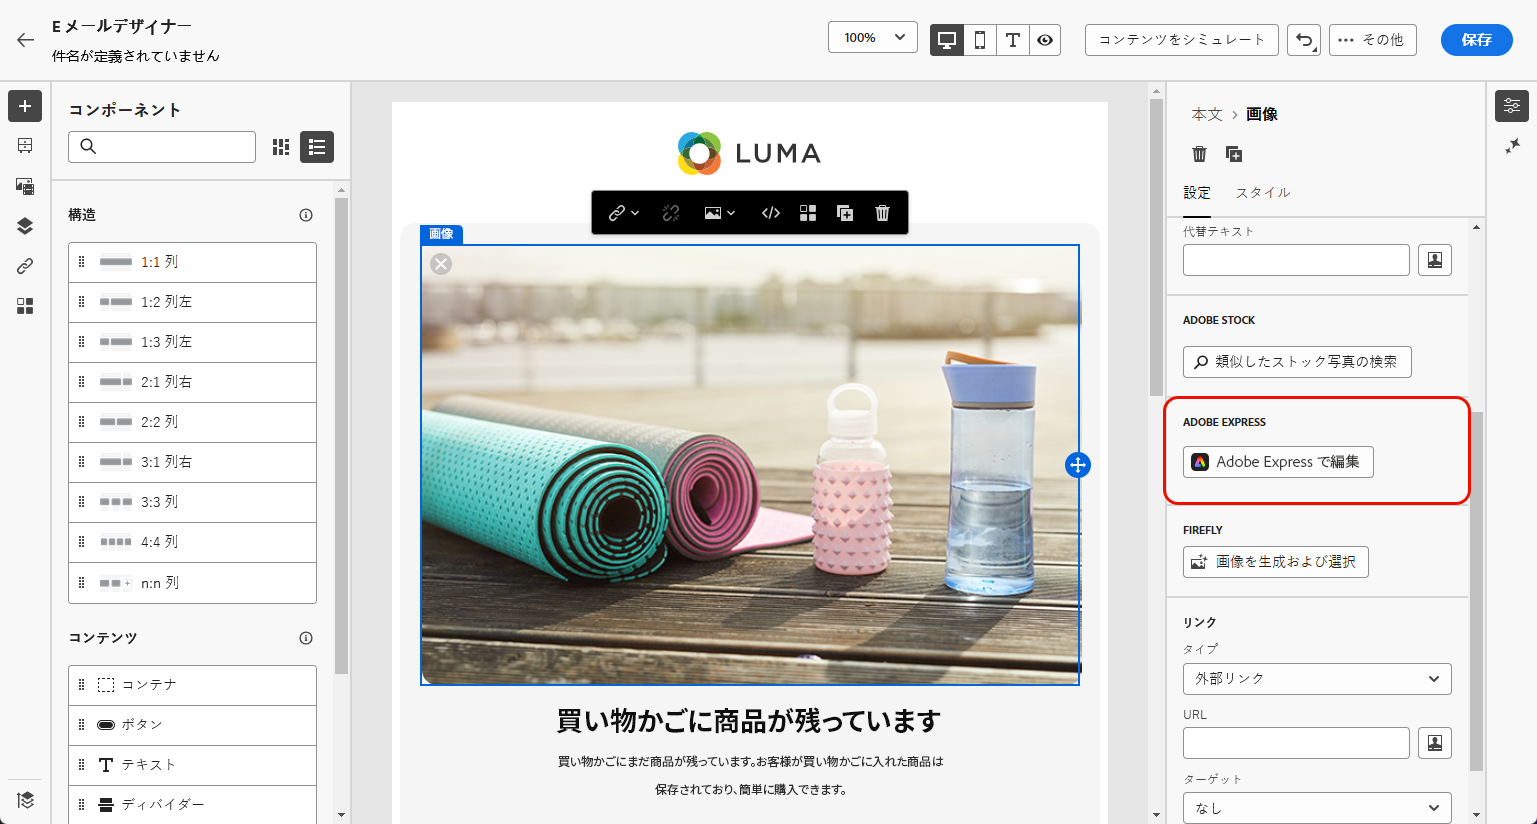 E メールデザイナー
件名が定義されていません
100%
コンテンツをシミュレート
その他
保存
コンポーネント
構造
1:1 列
1:2 列左
1:3 列左
2:1 列右
2:2 列
3:1 列右
3:3 列
4:4 列
n:n 列
コンテンツ
コンテナ
ボタン
テキスト
ディバイダー
LUMA
画像
買い物かごに商品が残っています
買い物かごにまだ商品が残っています。お客様が買い物かごに入れた商品は
保存されており、簡単に購入できます。
本文 › 画像
設定 スタイル
代替テキスト
ADOBE STOCK
類似したストック写真の検索
ADOBE EXPRESS
Adobe Express で編集
FIREFLY
画像を生成および選択
リンク
タイプ
外部リンク
URL
ターゲット
なし